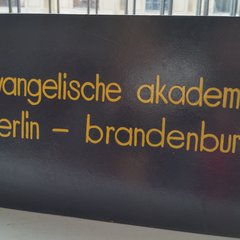 vangelische akadem
erlin – brandenbur